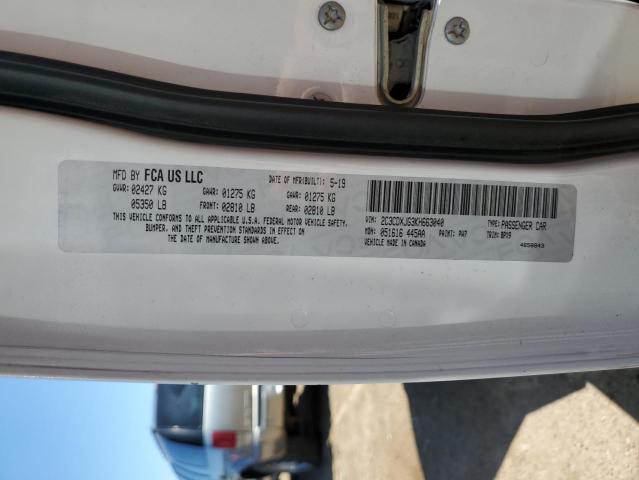 MFD BY FCA US LLC DATE OF MFR(BUILT): 5-19
GVWR: 02427 KG GAWR: 01275 KG GAWR: 01275 KG
05350 LB FRONT: 02810 LB REAR: 02810 LB
THIS VEHICLE CONFORMS TO ALL APPLICABLE U.S.A. FEDERAL MOTOR VEHICLE SAFETY,
BUMPER, AND THEFT PREVENTION STANDARDS IN EFFECT ON
THE DATE OF MANUFACTURE SHOWN ABOVE.
VIN: 2C3CDXJG3KH663040 TYPE: PASSENGER CAR
MDH: 051616 445AA PAINT: PW7 TRIM: BPX9
VEHICLE MADE IN CANADA 4658843